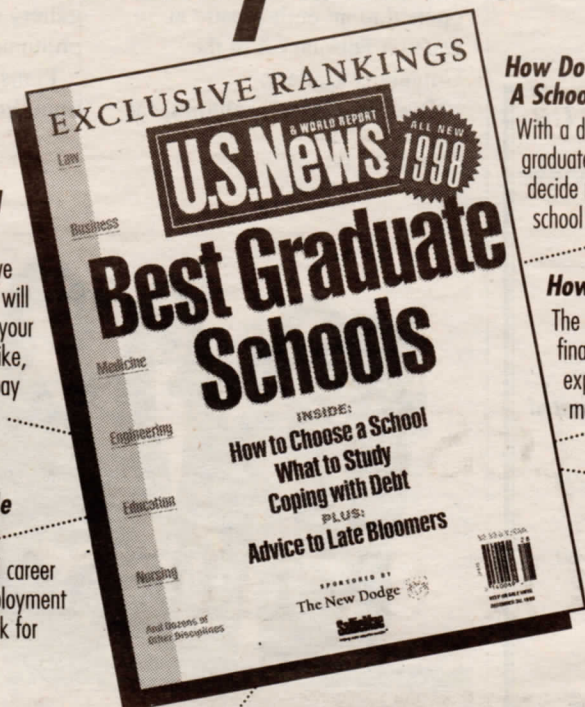 EXCLUSIVE RANKINGS
U.S.News
& WORLD REPORT
ALL NEW
1998
Best Graduate
Schools
Law
Business
Medicine
Engineering
Education
Nursing
And Dozens of
Other Disciplines
INSIDE:
How to Choose a School
What to Study
Coping with Debt
PLUS:
Advice to Late Bloomers
SPONSORED BY
The New Dodge
SallieMae
How Do
A Schoo
With a d
graduate
decide
school
How
The
fina
exp
m
ve
will
your
ke,
ay
le
career
ployment
k for